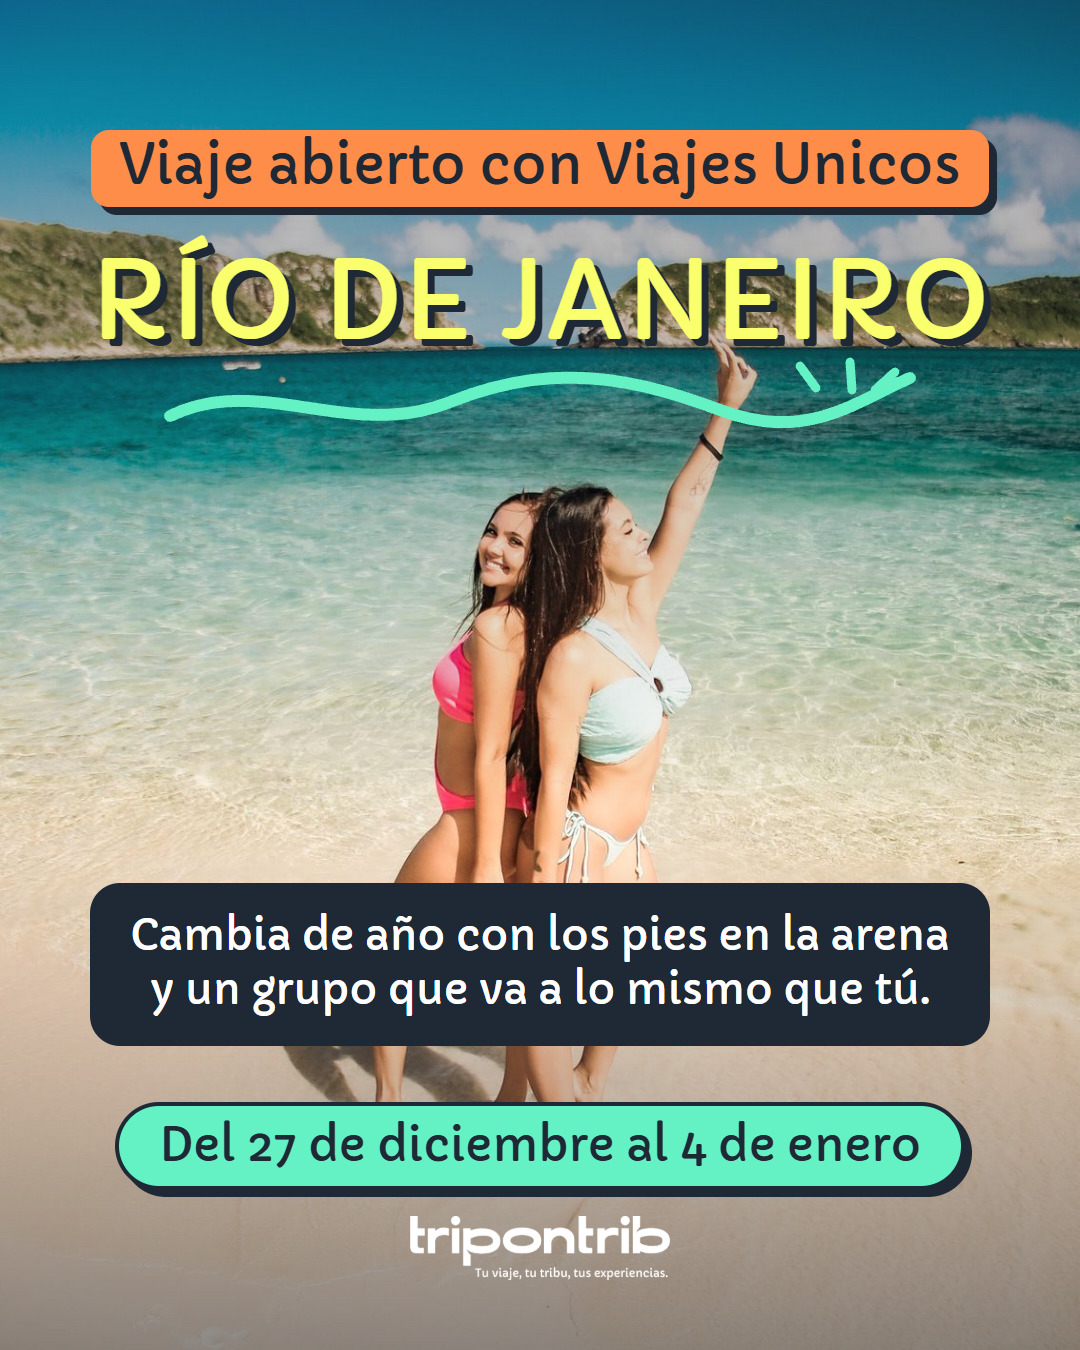 Viaje abierto con Viajes Unicos
RÍO DE JANEIRO
Cambia de año con los pies en la arena
y un grupo que va a lo mismo que tú.
Del 27 de diciembre al 4 de enero
tripontrib
Tu viaje, tu tribu, tus experiencias.